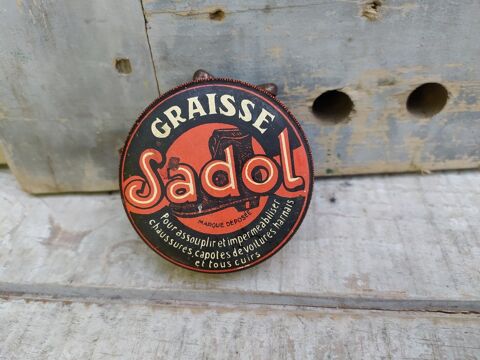 GRAISSE
Sadol
MARQUE DÉPOSÉE
Pour assouplir et imperméabiliser
chaussures, capotes de voitures, harnais
et tous cuirs